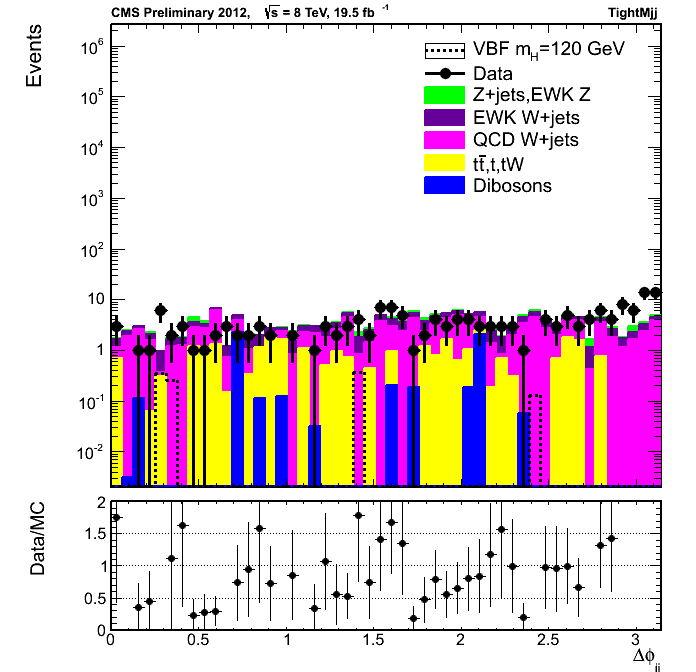 CMS Preliminary 2012, √s = 8 TeV, 19.5 fb⁻¹ TightMjj
Events
10⁶
10⁵
10⁴
10³
10²
10
1
10⁻¹
10⁻²
VBF m_H=120 GeV
Data
Z+jets,EWK Z
EWK W+jets
QCD W+jets
tt̄,t,tW
Dibosons
Data/MC
2
1.5
1
0.5
0
0 0.5 1 1.5 2 2.5 3
Δϕ_jj